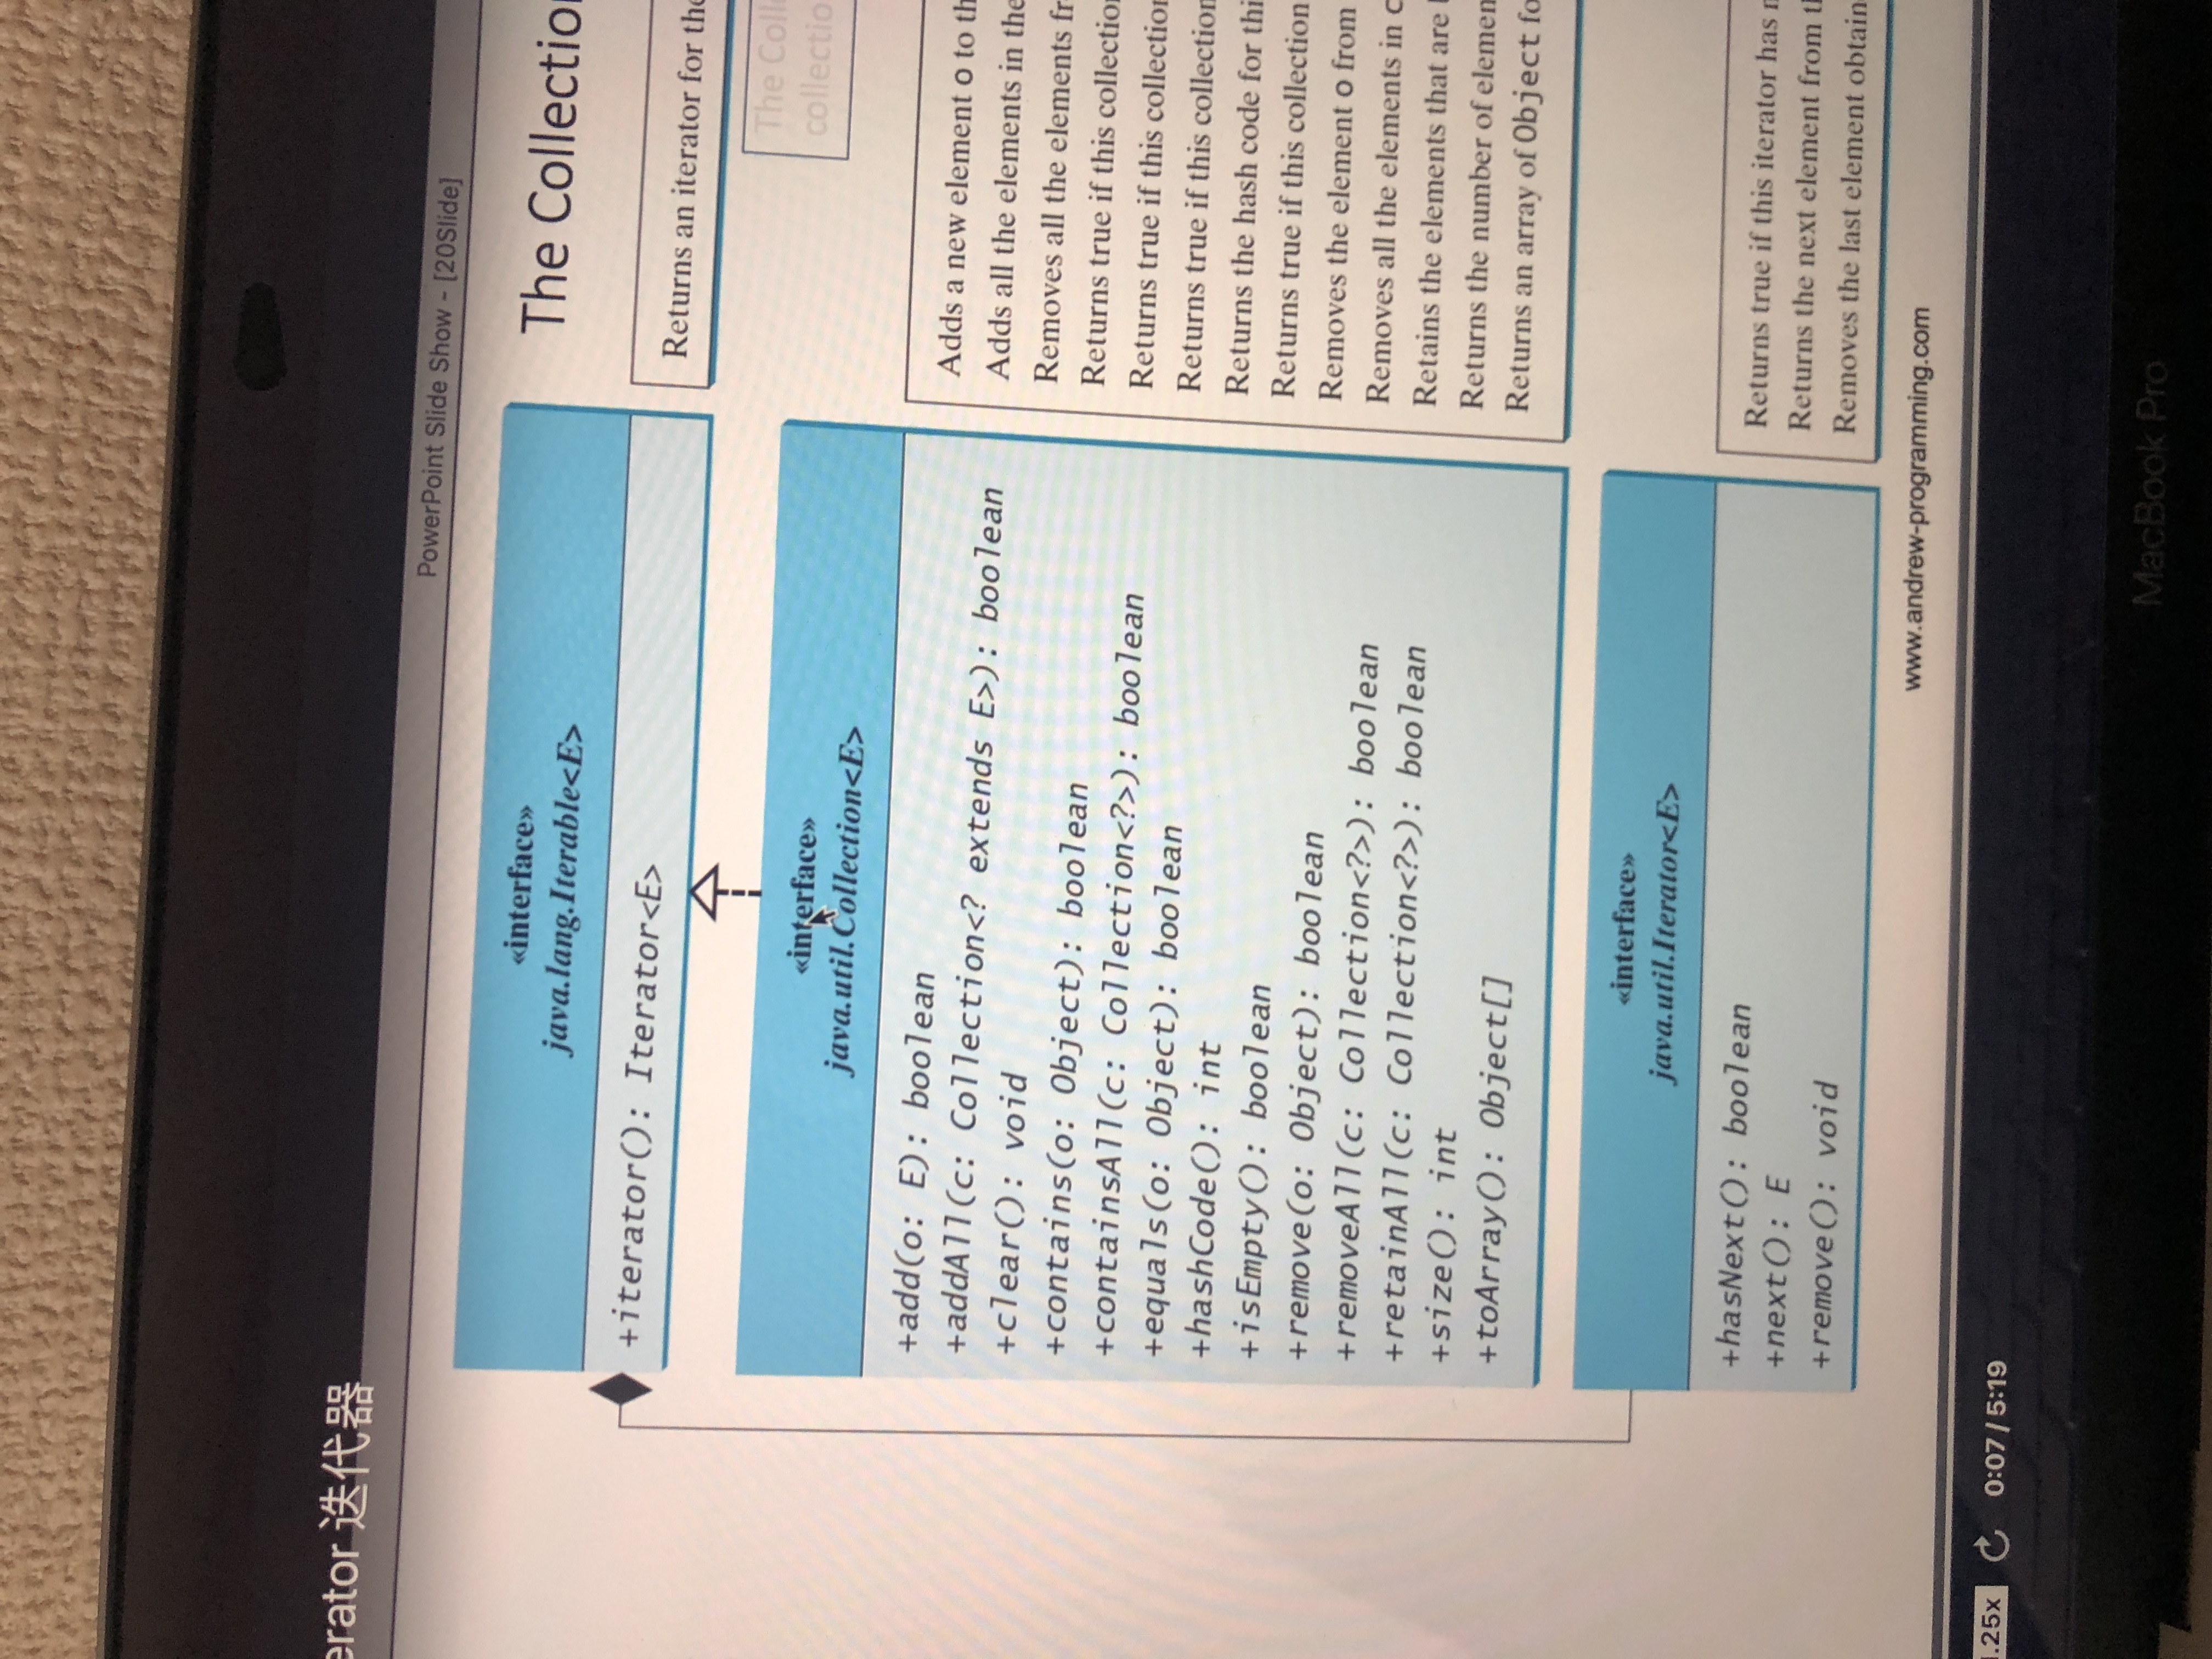 erator 迭代器
PowerPoint Slide Show - [20Slide]
«interface»
java.lang.Iterable<E>
+iterator(): Iterator<E>
The Collection
Returns an iterator for the
«interface»
java.util.Collection<E>
The Coll
collectio
+add(o: E): boolean
+addAll(c: Collection<? extends E>): boolean
+clear(): void
+contains(o: Object): boolean
+containsAll(c: Collection<?>): boolean
+equals(o: Object): boolean
+hashCode(): int
+isEmpty(): boolean
+remove(o: Object): boolean
+removeAll(c: Collection<?>): boolean
+retainAll(c: Collection<?>): boolean
+size(): int
+toArray(): Object[]
Adds a new element o to th
Adds all the elements in the
Removes all the elements fr
Returns true if this collection
Returns true if this collection
Returns true if this collection
Returns the hash code for thi
Returns true if this collection
Removes the element o from
Removes all the elements in c
Retains the elements that are
Returns the number of elemen
Returns an array of Object fo
«interface»
java.util.Iterator<E>
+hasNext(): boolean
+next(): E
+remove(): void
Returns true if this iterator has
Returns the next element from t
Removes the last element obtain
www.andrew-programming.com
1.25x 0:07 / 5:19
MacBook Pro